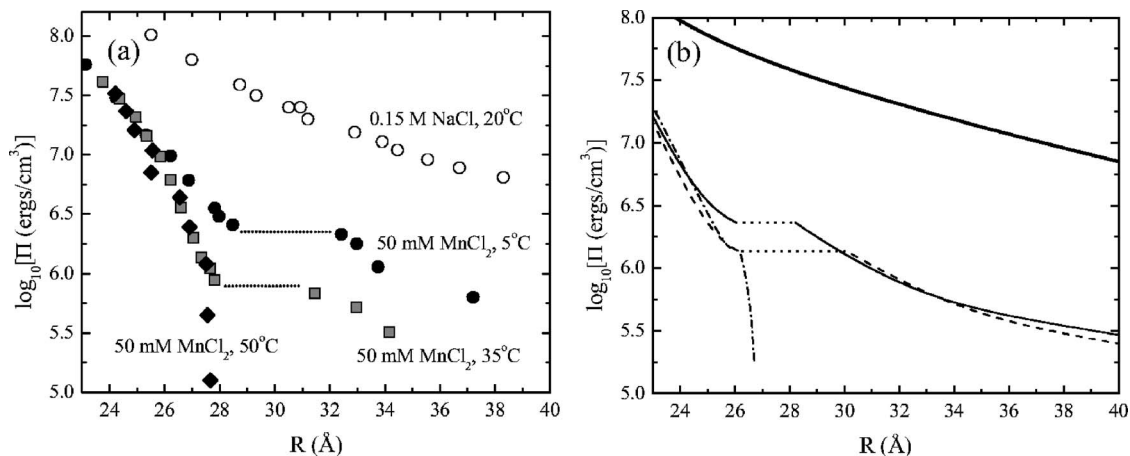 (a)
8.0
7.5
7.0
6.5
6.0
5.5
5.0
log10[Π (ergs/cm³)]
0.15 M NaCl, 20°C
50 mM MnCl₂, 5°C
50 mM MnCl₂, 50°C
50 mM MnCl₂, 35°C
24 26 28 30 32 34 36 38 40
R (Å)
(b)
8.0
7.5
7.0
6.5
6.0
5.5
5.0
log10[Π (ergs/cm³)]
24 26 28 30 32 34 36 38 40
R (Å)